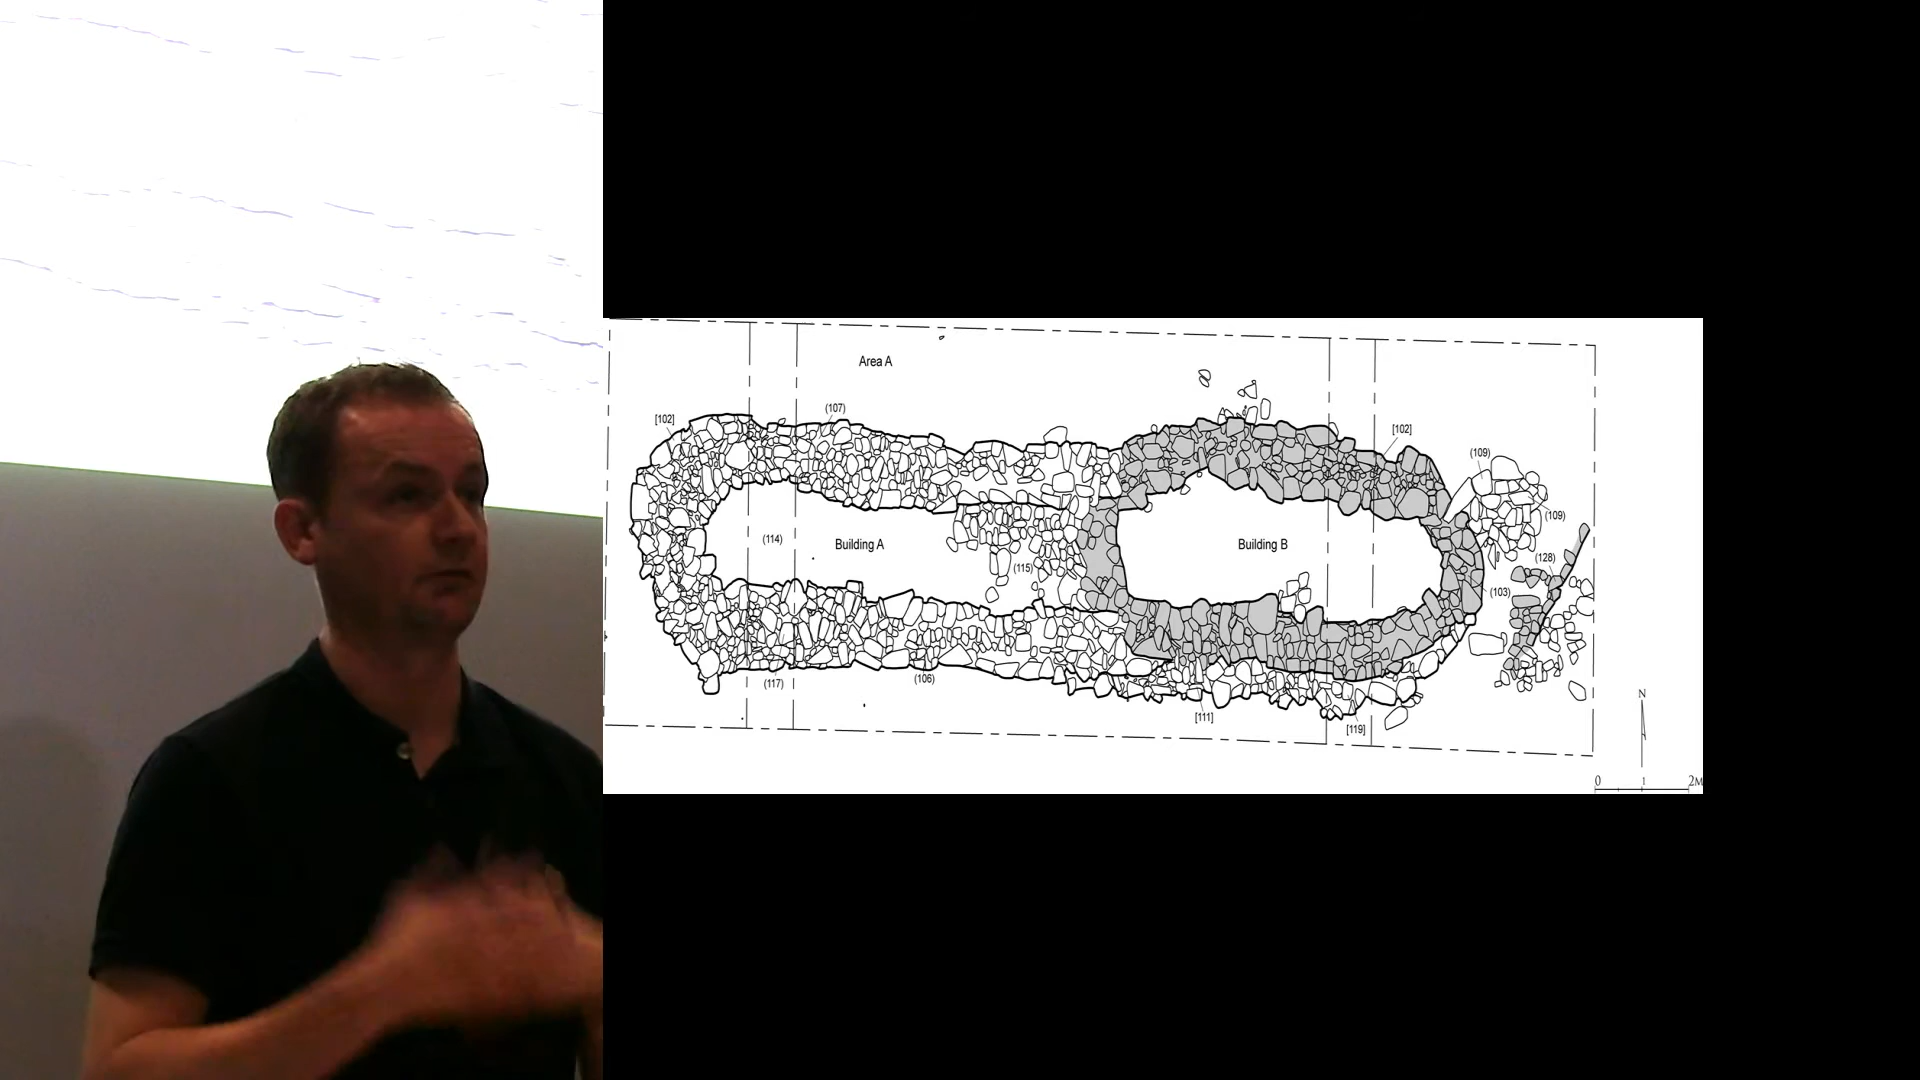 Area A
[102]
(107)
[102]
(109)
(109)
(114)
Building A
(115)
Building B
(128)
(103)
(117)
(106)
[111]
[119]
N
0 1 2M